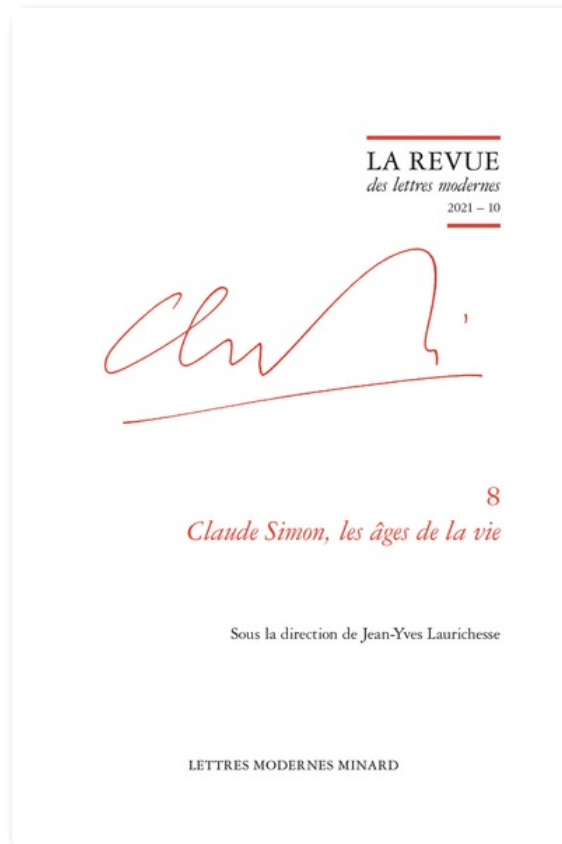 LA REVUE
des lettres modernes
2021 – 10
8
Claude Simon, les âges de la vie
Sous la direction de Jean-Yves Laurichesse
LETTRES MODERNES MINARD